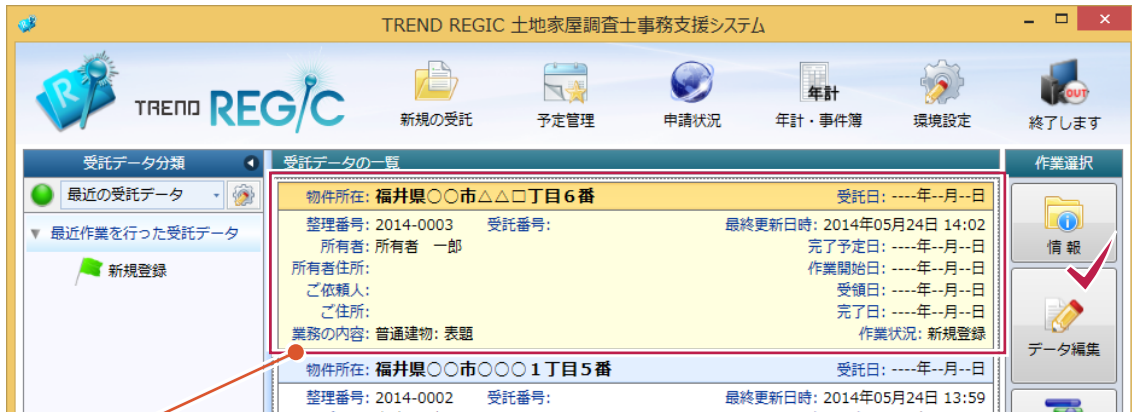 TREND REGIC 土地家屋調査士事務支援システム
R TREND REGIC
新規の受託 予定管理 申請状況 年計 年計・事件簿 環境設定 OUT 終了します
受託データ分類 受託データの一覧 作業選択
最近の受託データ
最近作業を行った受託データ
新規登録
物件所在: 福井県〇〇市△△□丁目6番 受託日: ----年--月--日
整理番号: 2014-0003 受託番号: 最終更新日時: 2014年05月24日 14:02
所有者: 所有者 一郎 完了予定日: ----年--月--日
所有者住所: 作業開始日: ----年--月--日
ご依頼人: 受領日: ----年--月--日
ご住所: 完了日: ----年--月--日
業務の内容: 普通建物: 表題 作業状況: 新規登録
物件所在: 福井県〇〇市〇〇〇1丁目5番 受託日: ----年--月--日
整理番号: 2014-0002 受託番号: 最終更新日時: 2014年05月24日 13:59
情報
データ編集